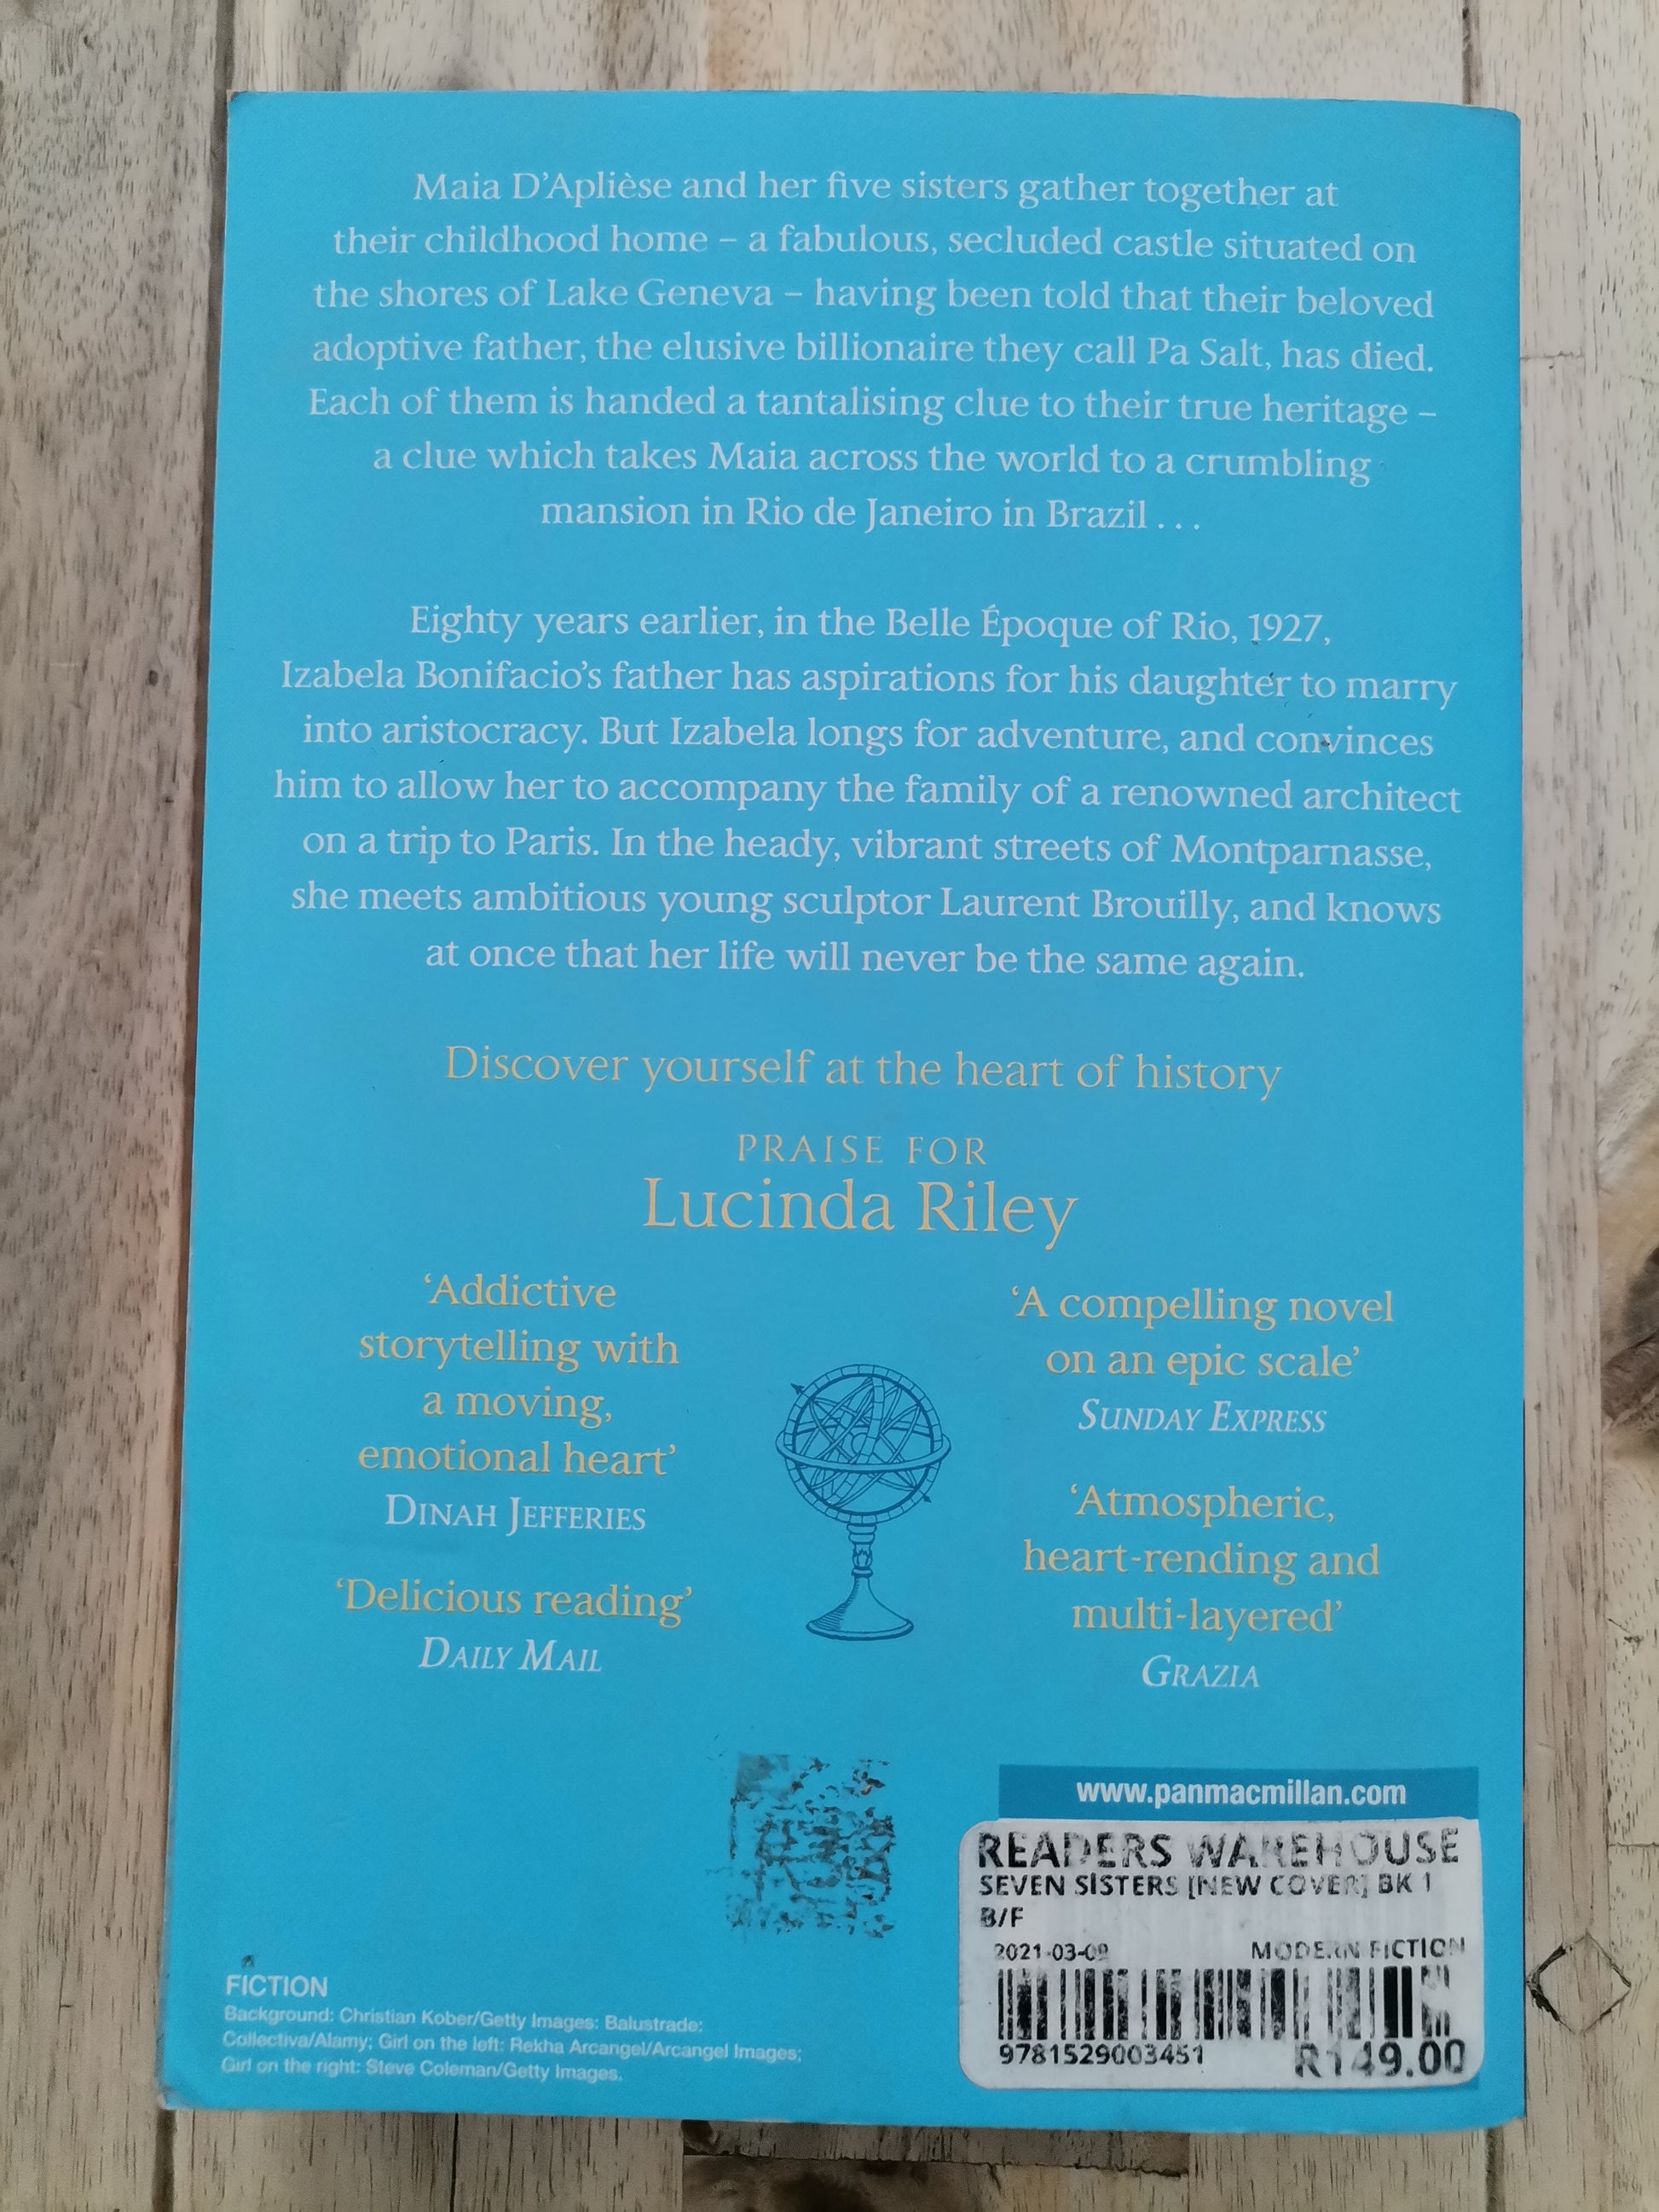 Maia D’Aplièse and her five sisters gather together at
their childhood home – a fabulous, secluded castle situated on
the shores of Lake Geneva – having been told that their beloved
adoptive father, the elusive billionaire they call Pa Salt, has died.
Each of them is handed a tantalising clue to their true heritage –
a clue which takes Maia across the world to a crumbling
mansion in Rio de Janeiro in Brazil . . .
Eighty years earlier, in the Belle Époque of Rio, 1927,
Izabela Bonifacio’s father has aspirations for his daughter to marry
into aristocracy. But Izabela longs for adventure, and convinces
him to allow her to accompany the family of a renowned architect
on a trip to Paris. In the heady, vibrant streets of Montparnasse,
she meets ambitious young sculptor Laurent Brouilly, and knows
at once that her life will never be the same again.
Discover yourself at the heart of history
PRAISE FOR
Lucinda Riley
‘Addictive
storytelling with
a moving,
emotional heart’
DINAH JEFFERIES
‘Delicious reading’
DAILY MAIL
‘A compelling novel
on an epic scale’
SUNDAY EXPRESS
‘Atmospheric,
heart-rending and
multi-layered’
GRAZIA
www.panmacmillan.com
READERS WAREHOUSE
SEVEN SISTERS [NEW COVER] BK 1
B/F
2021-03-09 MODERN FICTION
9781529003451 R149.00
FICTION
Background: Christian Kober/Getty Images; Balustrade:
Collectiva/Alamy; Girl on the left: Rekha Arcangel/Arcangel Images;
Girl on the right: Steve Coleman/Getty Images.